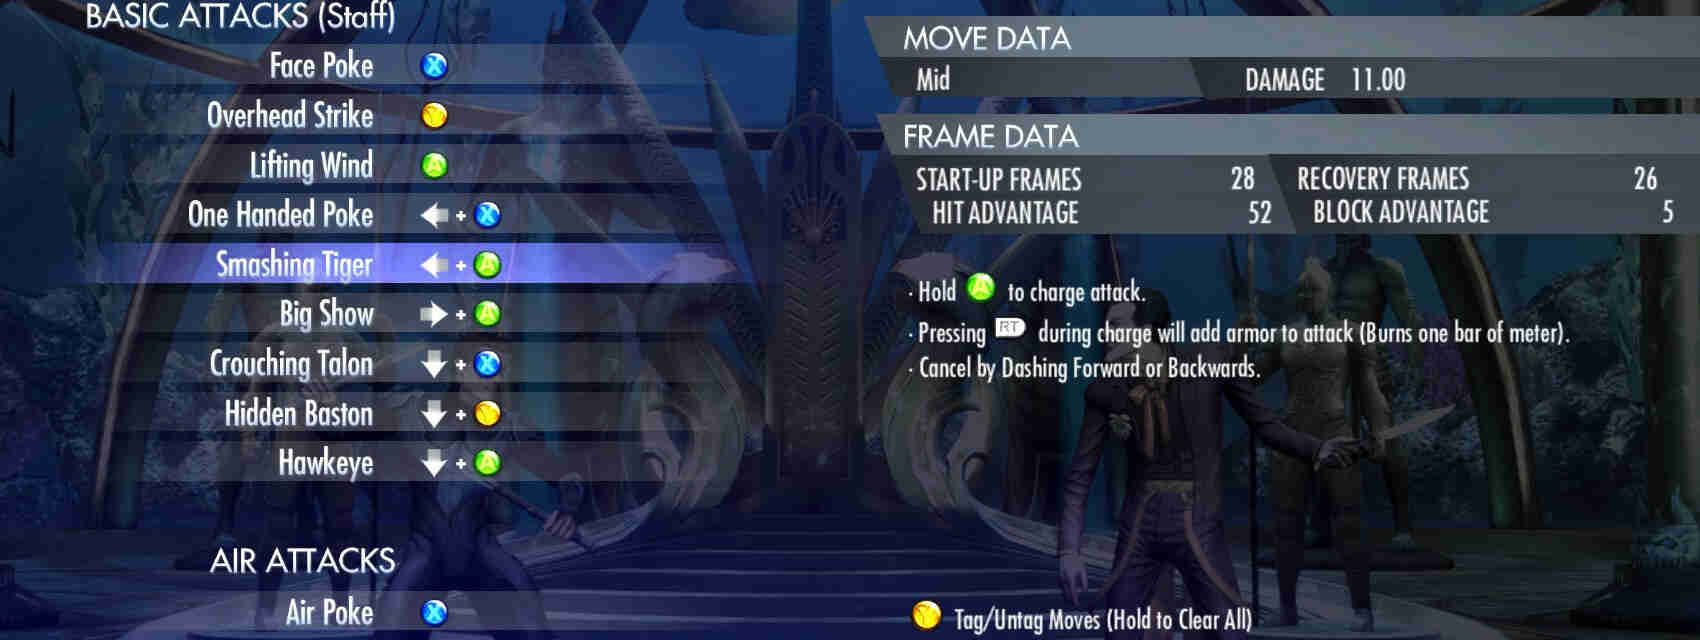 BASIC ATTACKS (Staff)
Face Poke X
Overhead Strike Y
Lifting Wind A
One Handed Poke + X
Smashing Tiger + A
Big Show + A
Crouching Talon + X
Hidden Baston + Y
Hawkeye + A
AIR ATTACKS
Air Poke X
MOVE DATA
Mid DAMAGE 11.00
FRAME DATA
START-UP FRAMES 28 RECOVERY FRAMES 26
HIT ADVANTAGE 52 BLOCK ADVANTAGE 5
· Hold A to charge attack.
· Pressing RT during charge will add armor to attack (Burns one bar of meter).
· Cancel by Dashing Forward or Backwards.
Y Tag/Untag Moves (Hold to Clear All)